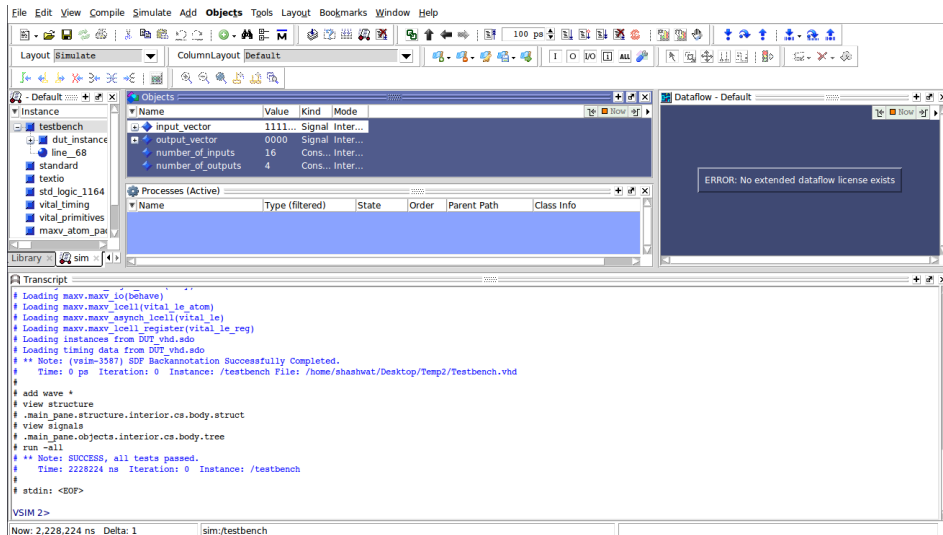 File Edit View Compile Simulate Add Objects Tools Layout Bookmarks Window Help
100 ps
Layout Simulate ColumnLayout Default
I O I/O ALL
- Default
Instance
testbench
dut_instance
line__68
standard
textio
std_logic_1164
vital_timing
vital_primitives
maxv_atom_pac
Library sim
Objects
Name Value Kind Mode Now
input_vector 1111... Signal Inter...
output_vector 0000 Signal Inter...
number_of_inputs 16 Cons... Inter...
number_of_outputs 4 Cons... Inter...
Processes (Active)
Name Type (filtered) State Order Parent Path Class Info
Dataflow - Default
Now
ERROR: No extended dataflow license exists
Transcript
# Loading maxv.maxv_io(behave)
# Loading maxv.maxv_lcell(vital_le_atom)
# Loading maxv.maxv_asynch_lcell(vital_le)
# Loading maxv.maxv_lcell_register(vital_le_reg)
# Loading instances from DUT_vhd.sdo
# Loading timing data from DUT_vhd.sdo
# ** Note: (vsim-3587) SDF Backannotation Successfully Completed.
# Time: 0 ps Iteration: 0 Instance: /testbench File: /home/shashwat/Desktop/Temp2/Testbench.vhd
#
# add wave *
# view structure
# .main_pane.structure.interior.cs.body.struct
# view signals
# .main_pane.objects.interior.cs.body.tree
# run -all
# ** Note: SUCCESS, all tests passed.
# Time: 2228224 ns Iteration: 0 Instance: /testbench
#
# stdin: <EOF>
VSIM 2>
Now: 2,228,224 ns Delta: 1 sim:/testbench